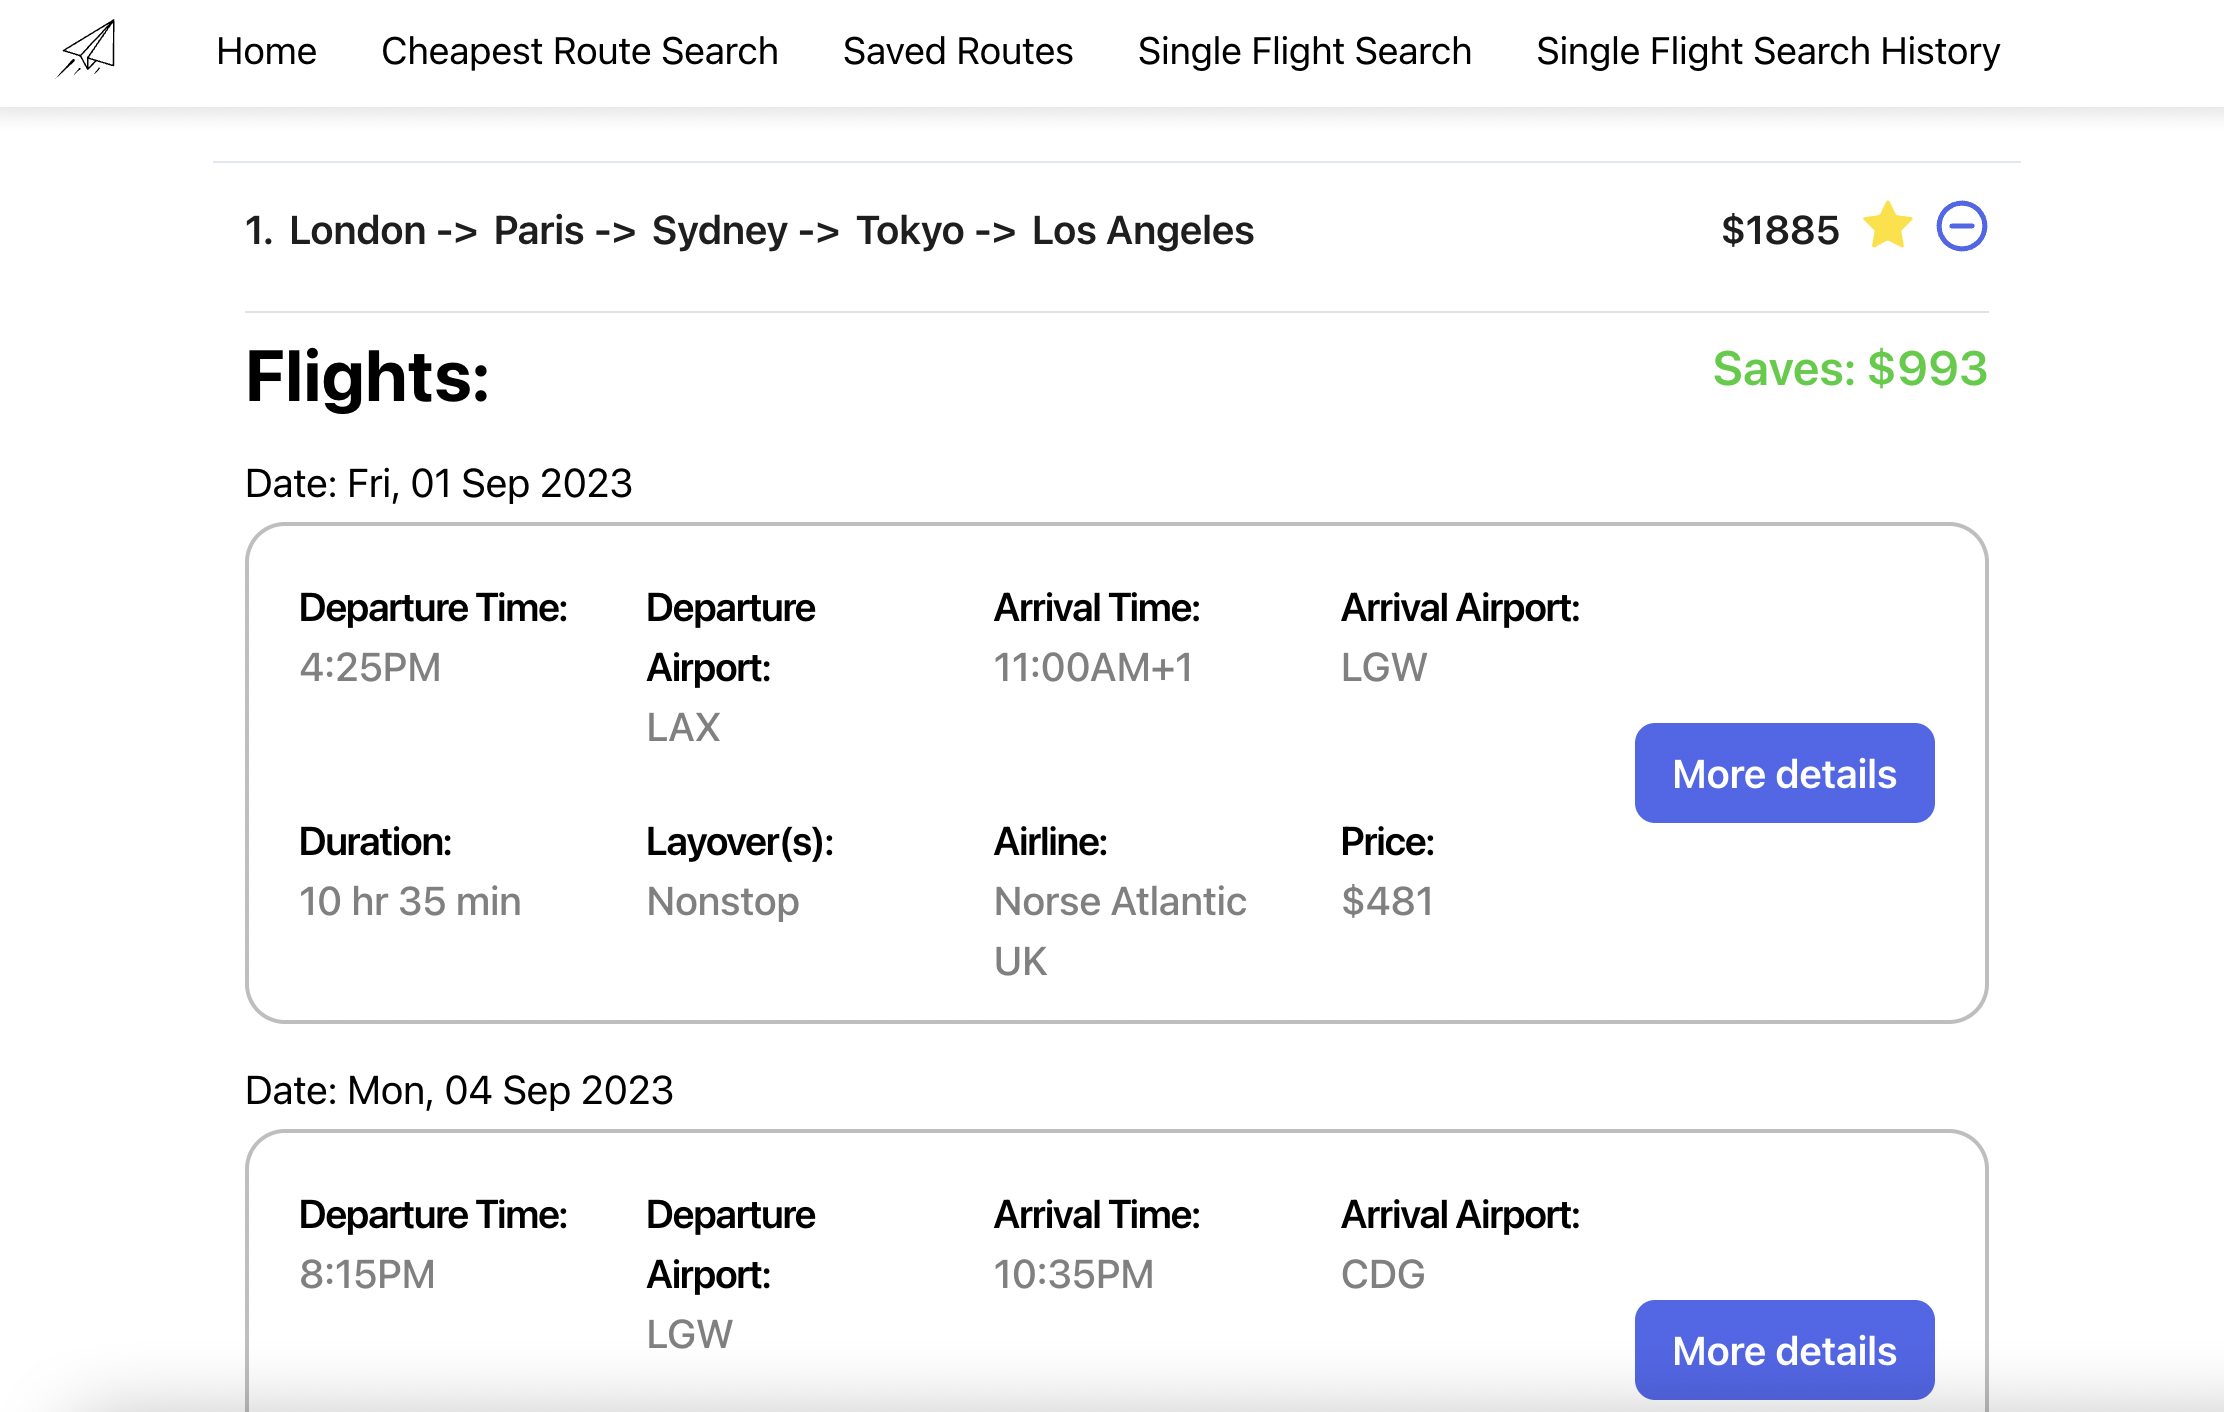 Home Cheapest Route Search Saved Routes Single Flight Search Single Flight Search History
1. London -> Paris -> Sydney -> Tokyo -> Los Angeles $1885
Flights: Saves: $993
Date: Fri, 01 Sep 2023
Departure Time:
4:25PM
Departure
Airport:
LAX
Arrival Time:
11:00AM+1
Arrival Airport:
LGW
Duration:
10 hr 35 min
Layover(s):
Nonstop
Airline:
Norse Atlantic
UK
Price:
$481
More details
Date: Mon, 04 Sep 2023
Departure Time:
8:15PM
Departure
Airport:
LGW
Arrival Time:
10:35PM
Arrival Airport:
CDG
More details